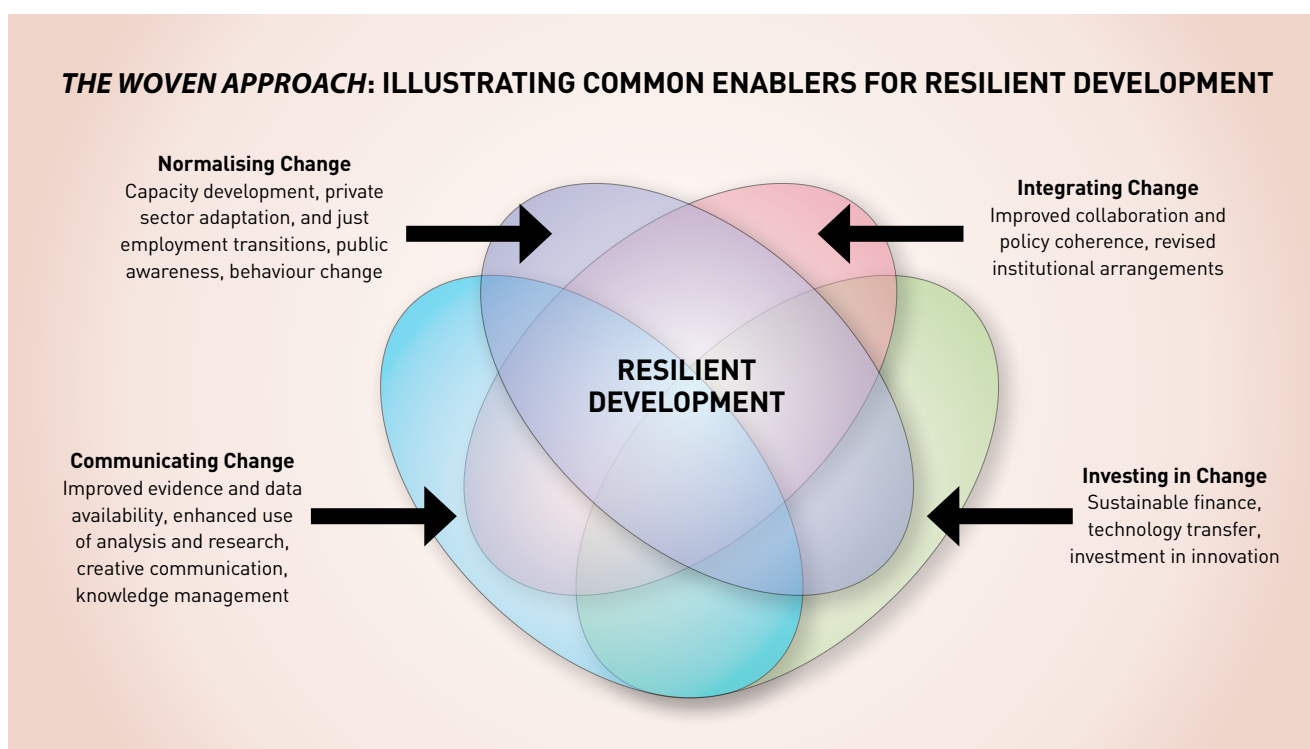 THE WOVEN APPROACH: ILLUSTRATING COMMON ENABLERS FOR RESILIENT DEVELOPMENT
Normalising Change
Capacity development, private
sector adaptation, and just
employment transitions, public
awareness, behaviour change
Integrating Change
Improved collaboration and
policy coherence, revised
institutional arrangements
RESILIENT
DEVELOPMENT
Communicating Change
Improved evidence and data
availability, enhanced use
of analysis and research,
creative communication,
knowledge management
Investing in Change
Sustainable finance,
technology transfer,
investment in innovation